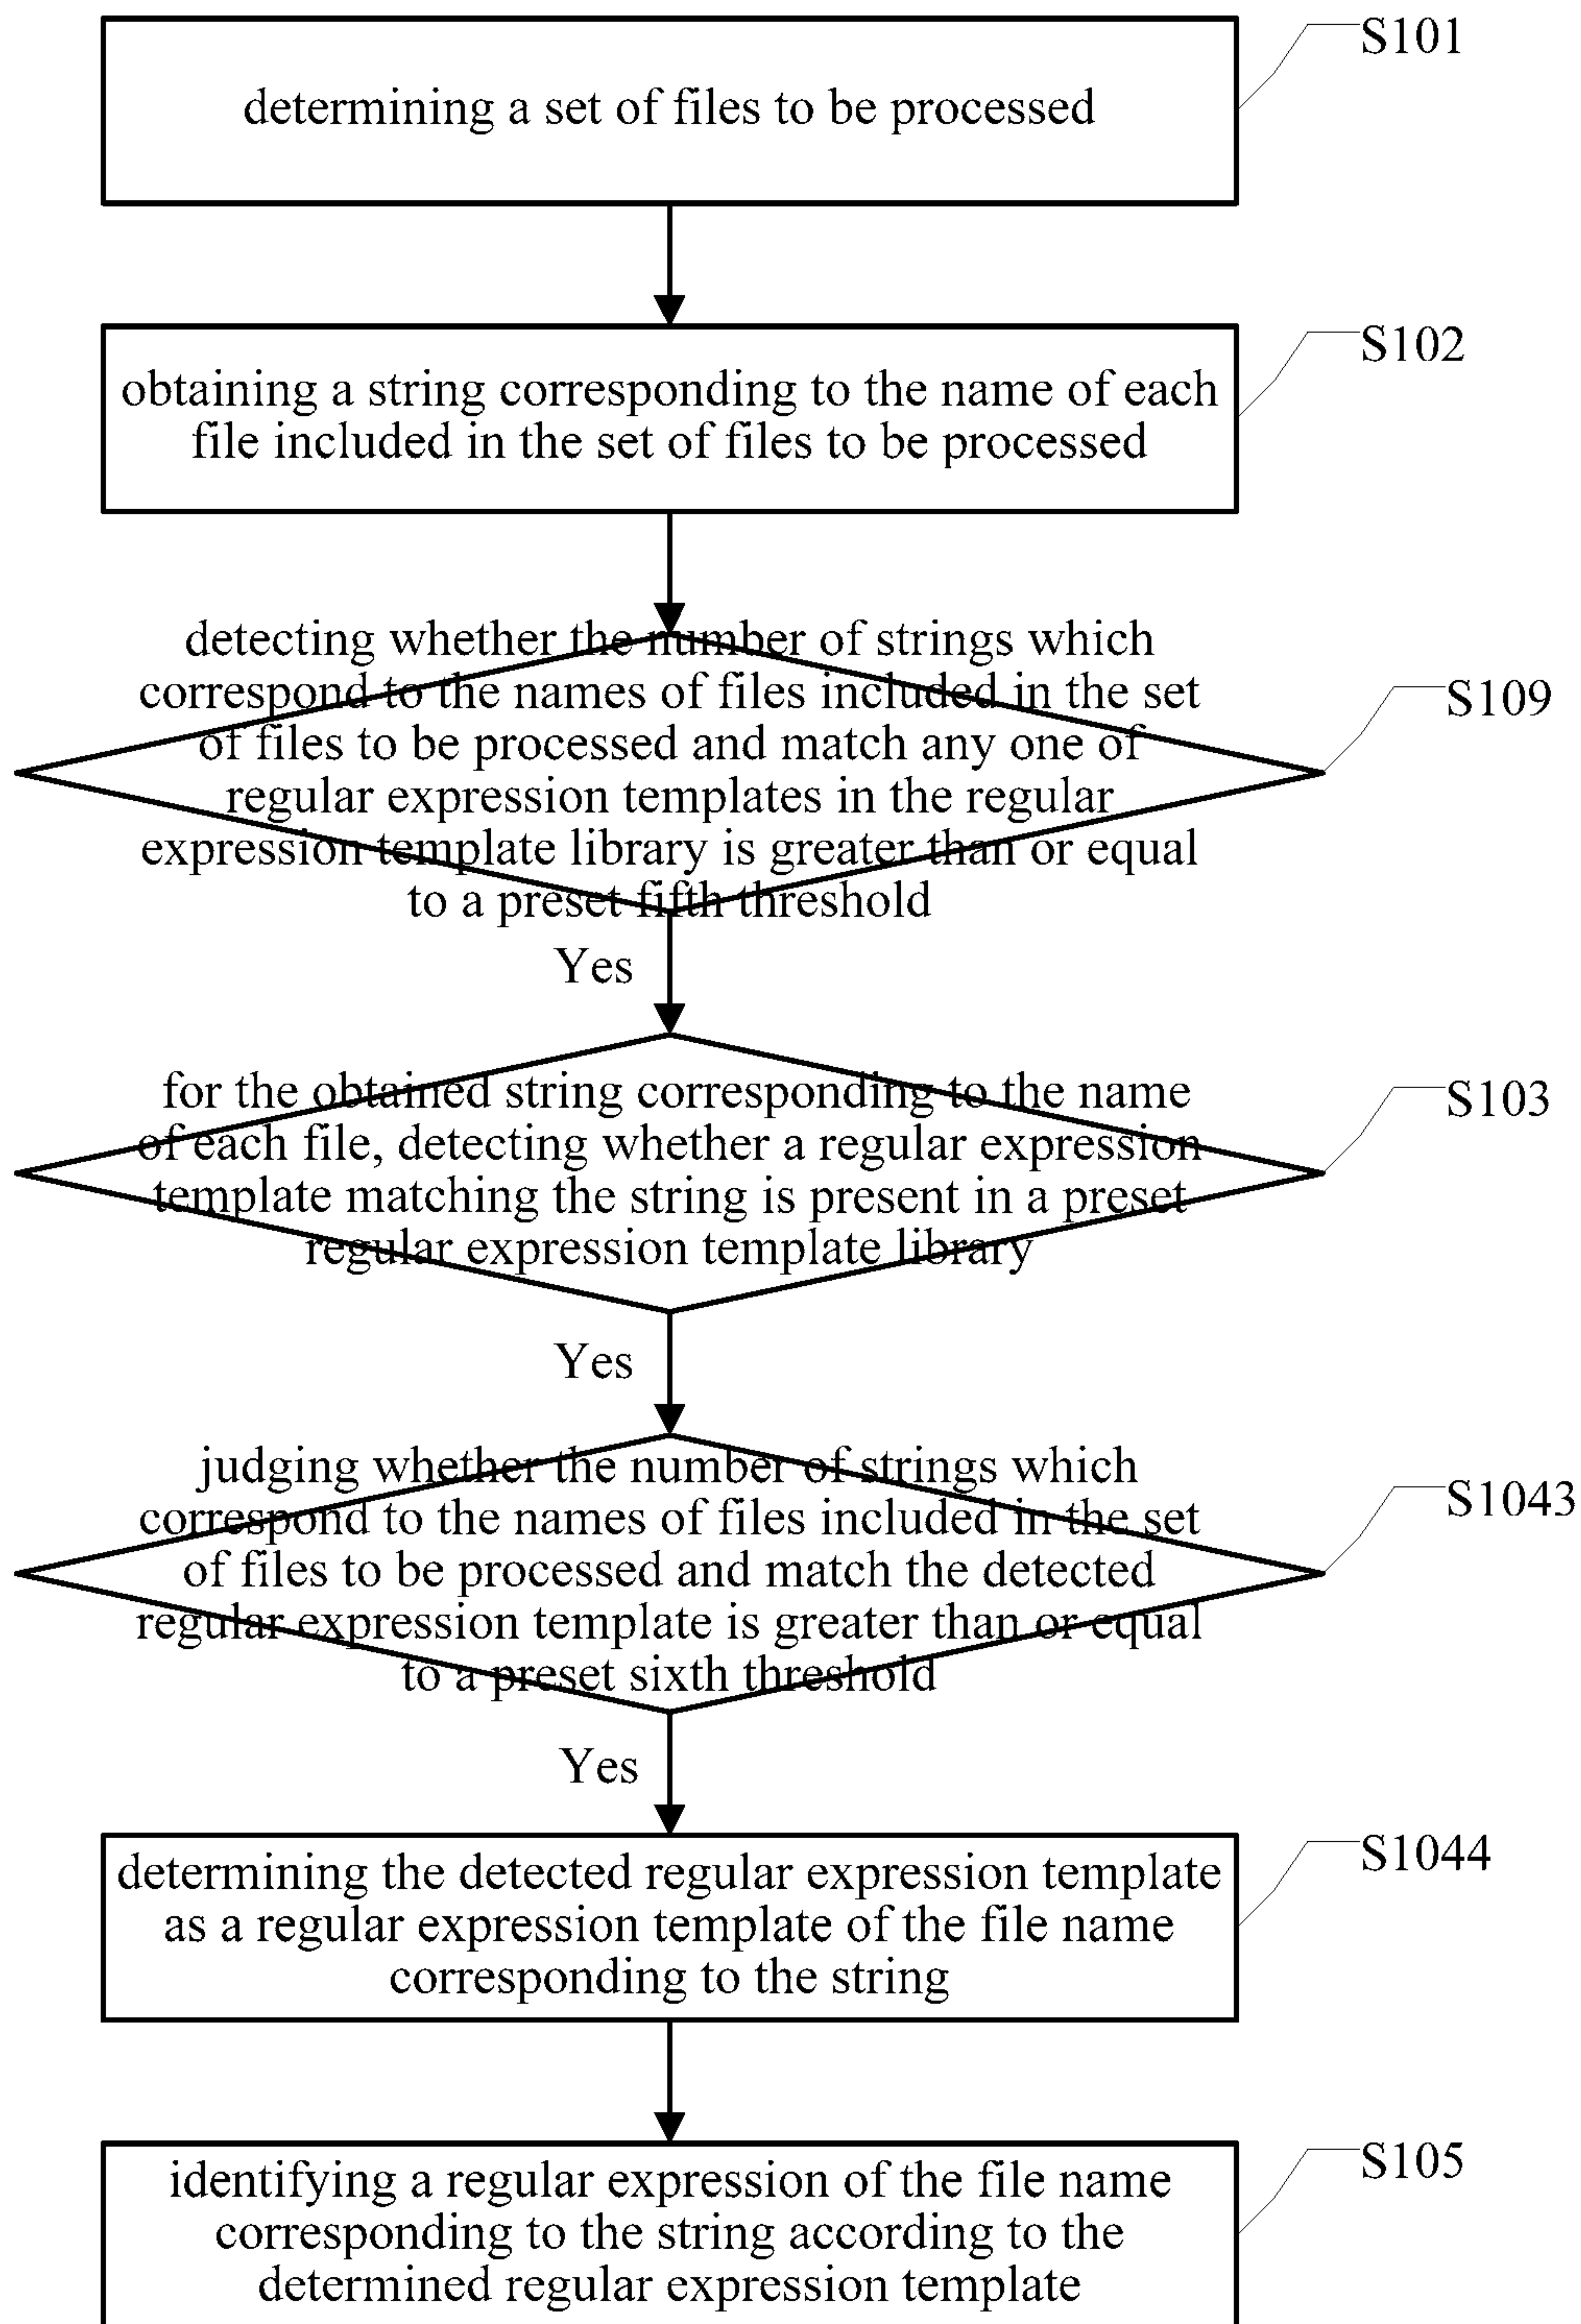 S101
determining a set of files to be processed
S102
obtaining a string corresponding to the name of each
file included in the set of files to be processed
detecting whether the number of strings which
correspond to the names of files included in the set
of files to be processed and match any one of
regular expression templates in the regular
expression template library is greater than or equal
to a preset fifth threshold
S109
Yes
for the obtained string corresponding to the name
of each file, detecting whether a regular expression
template matching the string is present in a preset
regular expression template library
S103
Yes
judging whether the number of strings which
correspond to the names of files included in the set
of files to be processed and match the detected
regular expression template is greater than or equal
to a preset sixth threshold
S1043
Yes
determining the detected regular expression template
as a regular expression template of the file name
corresponding to the string
S1044
identifying a regular expression of the file name
corresponding to the string according to the
determined regular expression template
S105